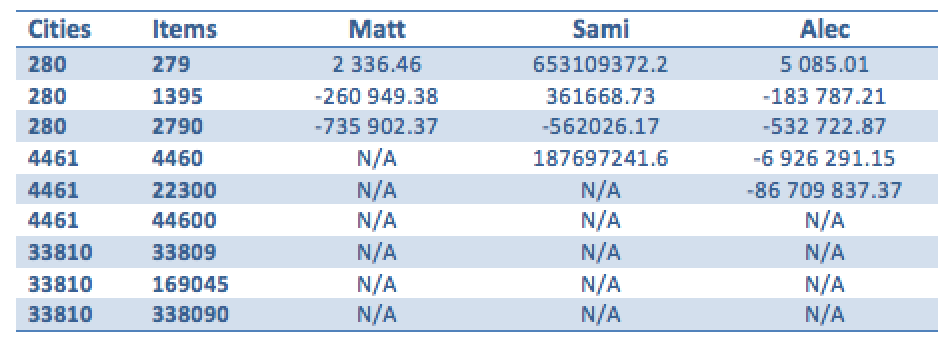 Cities Items Matt Sami Alec
280 279 2 336.46 653109372.2 5 085.01
280 1395 -260 949.38 361668.73 -183 787.21
280 2790 -735 902.37 -562026.17 -532 722.87
4461 4460 N/A 187697241.6 -6 926 291.15
4461 22300 N/A N/A -86 709 837.37
4461 44600 N/A N/A N/A
33810 33809 N/A N/A N/A
33810 169045 N/A N/A N/A
33810 338090 N/A N/A N/A